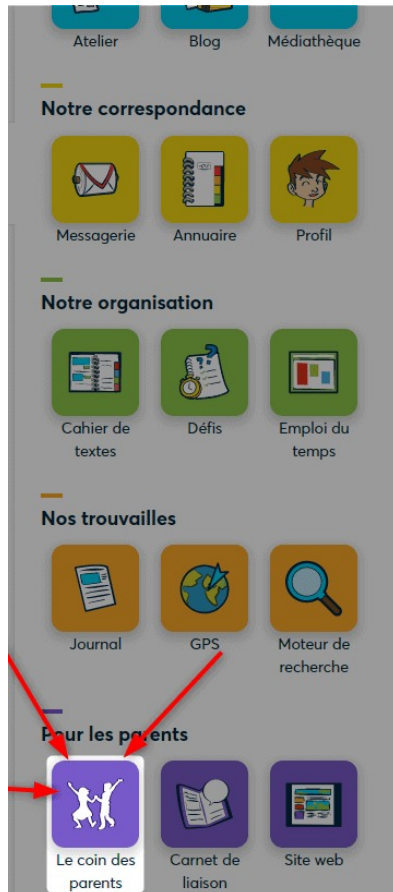 Atelier Blog Médiathèque
Notre correspondance
Messagerie Annuaire Profil
Notre organisation
Cahier de Défis Emploi du
textes temps
Nos trouvailles
Journal GPS Moteur de
recherche
Pour les parents
Le coin des Carnet de Site web
parents liaison